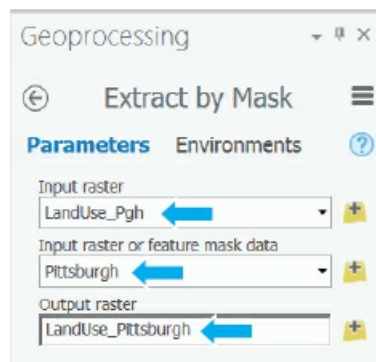 Geoprocessing
Extract by Mask
Parameters Environments
Input raster
LandUse_Pgh
Input raster or feature mask data
Pittsburgh
Output raster
LandUse_Pittsburgh